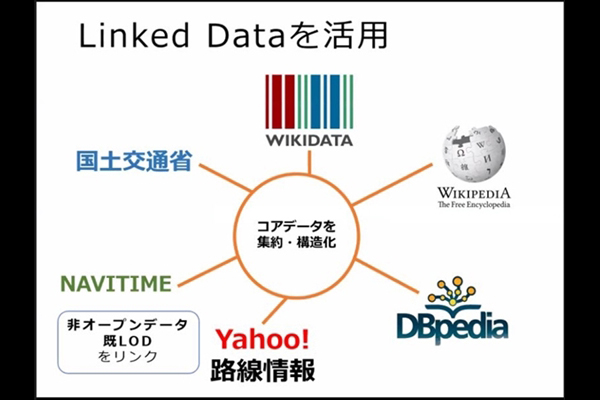 Linked Dataを活用
WIKIDATA
国土交通省
WIKIPEDIA
The Free Encyclopedia
コアデータを
集約・構造化
NAVITIME
DBpedia
非オープンデータ
既LOD
をリンク
Yahoo!
路線情報